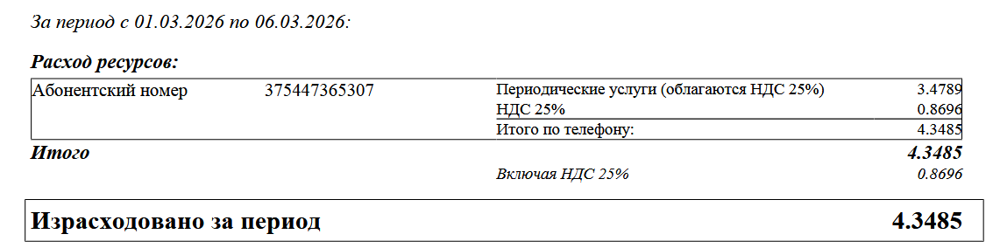 За период с 01.03.2026 по 06.03.2026:
Расход ресурсов:
Абонентский номер 375447365307 Периодические услуги (облагаются НДС 25%) 3.4789
НДС 25% 0.8696
Итого по телефону: 4.3485
Итого 4.3485
Включая НДС 25% 0.8696
Израсходовано за период 4.3485